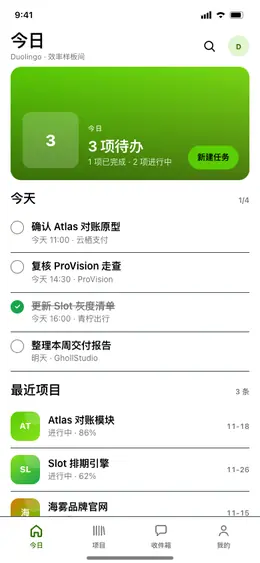 9:41
今日
Duolingo · 效率样板间
D
3
今日
3 项待办
1 项已完成 · 2 项进行中
新建任务
今天
1/4
确认 Atlas 对账原型
今天 11:00 · 云栖支付
复核 ProVision 走查
今天 14:30 · ProVision
更新 Slot 灰度清单
今天 16:00 · 青柠出行
整理本周交付报告
明天 · GhollStudio
最近项目
3 条
AT
Atlas 对账模块
进行中 · 86%
11-18
SL
Slot 排期引擎
进行中 · 62%
11-26
海
海雾品牌官网
11-15
今日
项目
收件箱
我的